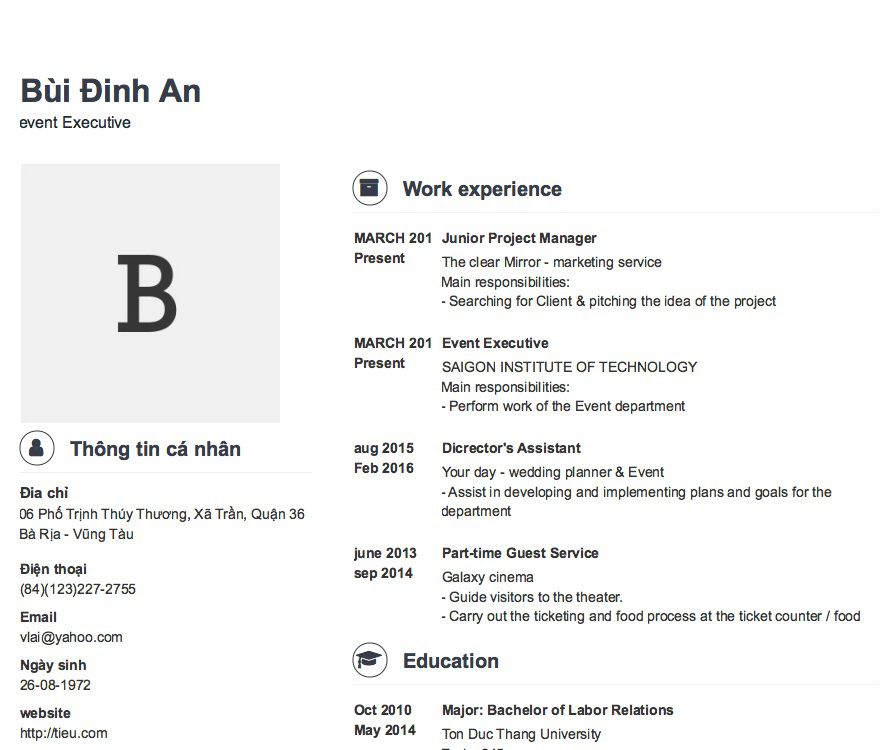 Bùi Đinh An
event Executive
B
Thông tin cá nhân
Đia chỉ
06 Phố Trịnh Thúy Thương, Xã Trần, Quận 36
Bà Rịa - Vũng Tàu
Điện thoại
(84)(123)227-2755
Email
vlai@yahoo.com
Ngày sinh
26-08-1972
website
http://tieu.com
Work experience
MARCH 201 Junior Project Manager
Present
The clear Mirror - marketing service
Main responsibilities:
- Searching for Client & pitching the idea of the project
MARCH 201 Event Executive
Present
SAIGON INSTITUTE OF TECHNOLOGY
Main responsibilities:
- Perform work of the Event department
aug 2015 Dicrector's Assistant
Feb 2016
Your day - wedding planner & Event
- Assist in developing and implementing plans and goals for the
department
june 2013 Part-time Guest Service
sep 2014
Galaxy cinema
- Guide visitors to the theater.
- Carry out the ticketing and food process at the ticket counter / food
Education
Oct 2010 Major: Bachelor of Labor Relations
May 2014
Ton Duc Thang University